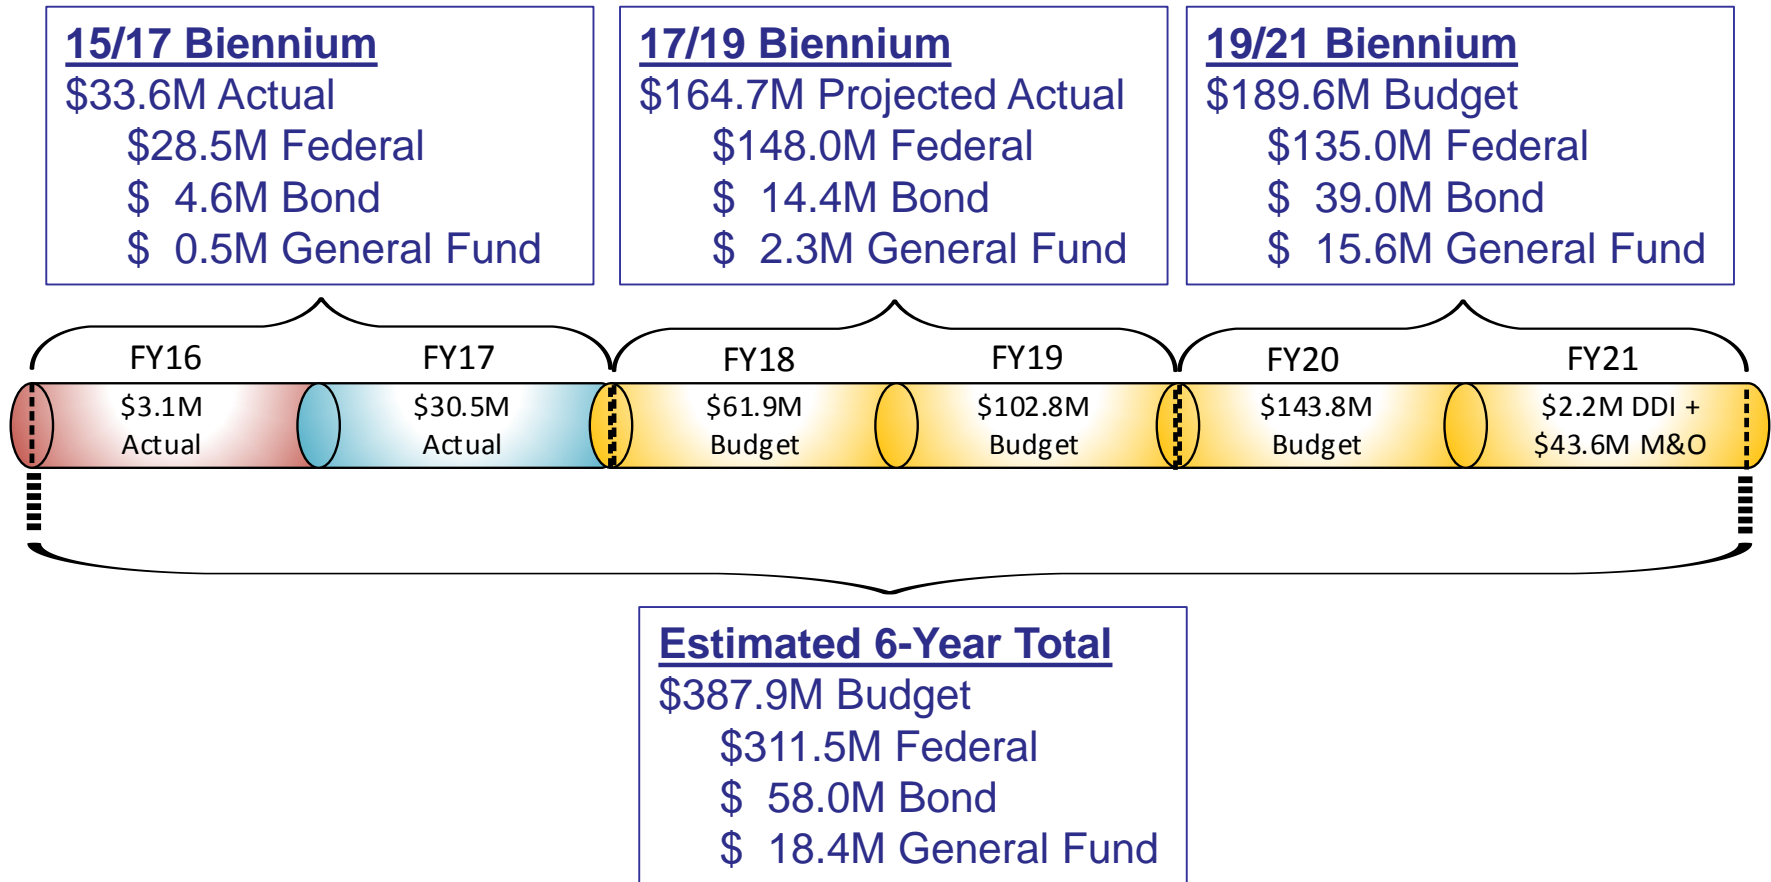 15/17 Biennium
$33.6M Actual
$28.5M Federal
$ 4.6M Bond
$ 0.5M General Fund
17/19 Biennium
$164.7M Projected Actual
$148.0M Federal
$ 14.4M Bond
$ 2.3M General Fund
19/21 Biennium
$189.6M Budget
$135.0M Federal
$ 39.0M Bond
$ 15.6M General Fund
FY16
FY17
FY18
FY19
FY20
FY21
$3.1M
Actual
$30.5M
Actual
$61.9M
Budget
$102.8M
Budget
$143.8M
Budget
$2.2M DDI +
$43.6M M&O
Estimated 6-Year Total
$387.9M Budget
$311.5M Federal
$ 58.0M Bond
$ 18.4M General Fund